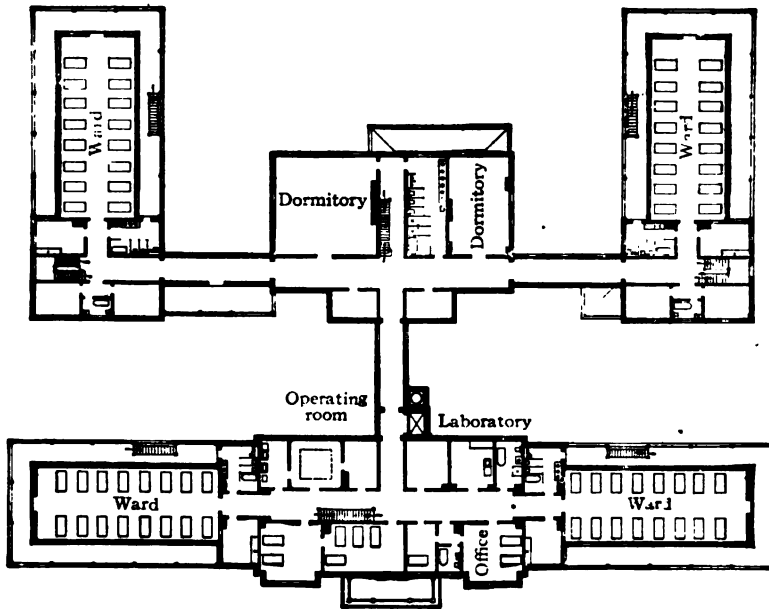 Ward
Ward
Dormitory
Dormitory
Operating
room
Laboratory
Ward
Ward
Office